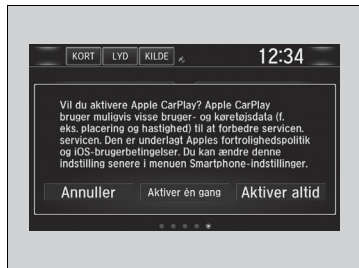 KORT LYD KILDE 12:34
Vil du aktivere Apple CarPlay? Apple CarPlay
bruger muligvis visse bruger- og køretøjsdata (f.
eks. placering og hastighed) til at forbedre servicen.
servicen. Den er underlagt Apples fortrolighedspolitik
og iOS-brugerbetingelser. Du kan ændre denne
indstilling senere i menuen Smartphone-indstillinger.
Annuller Aktiver én gang Aktiver altid